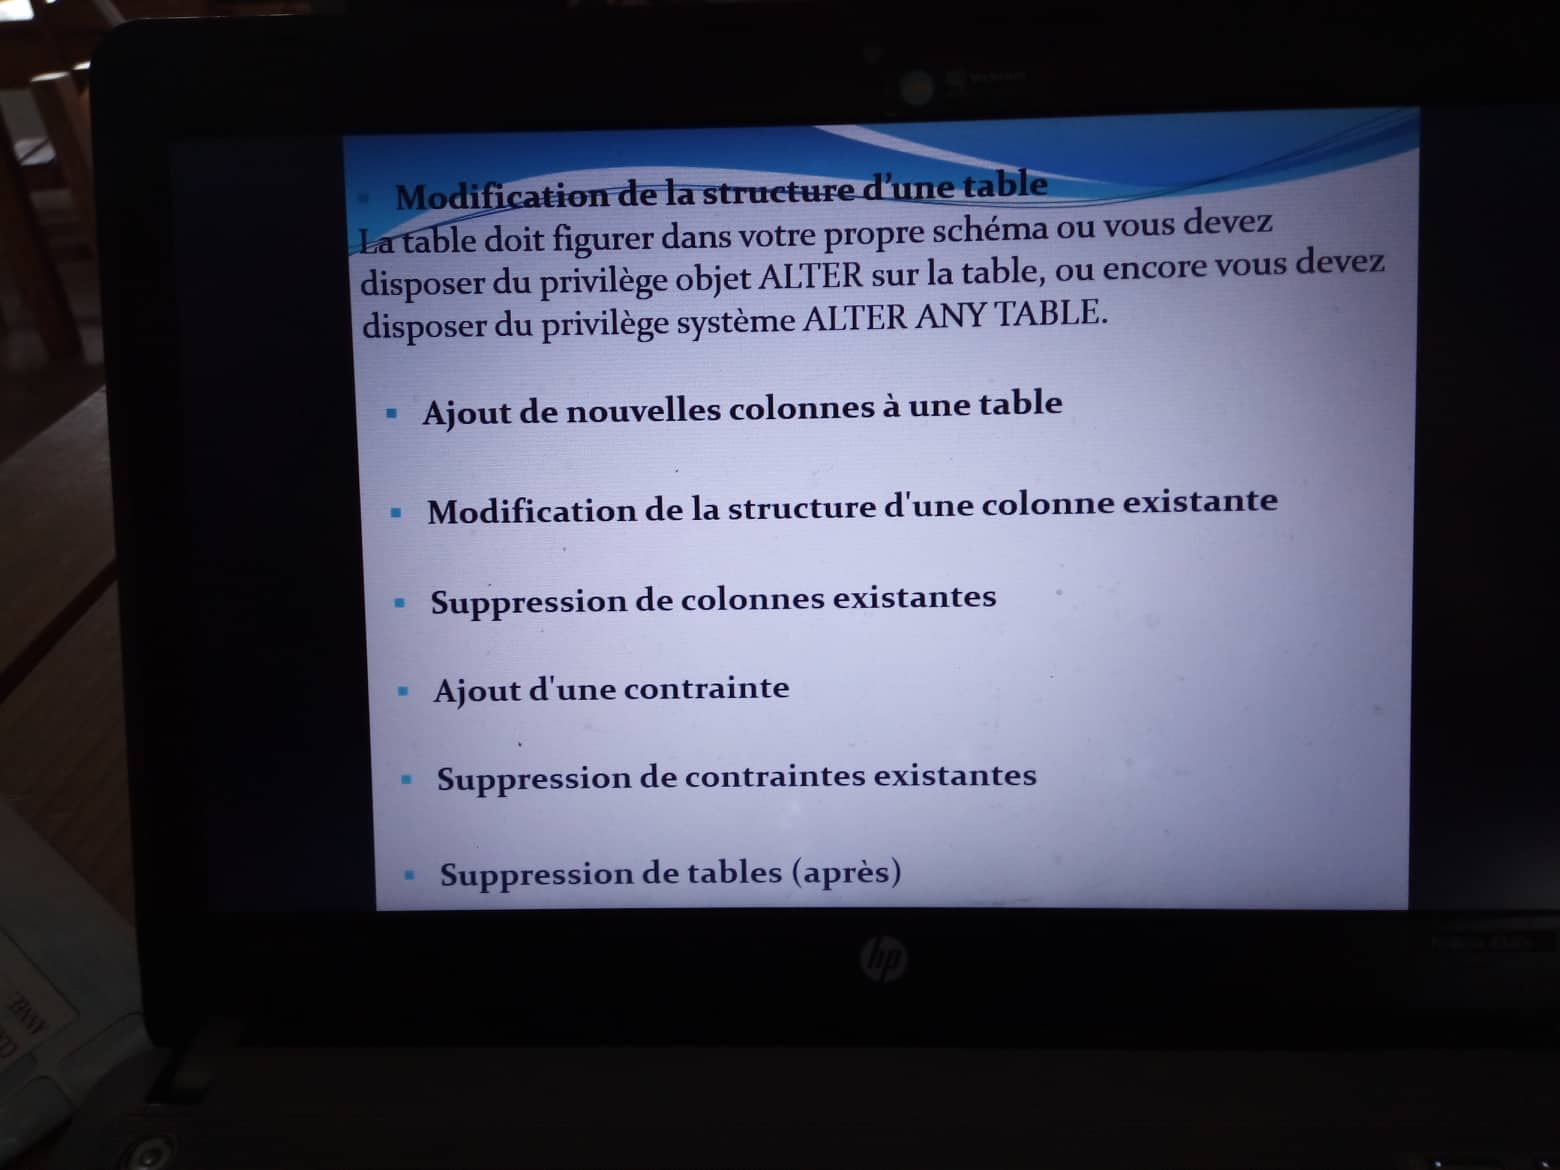 Modification de la structure d’une table
La table doit figurer dans votre propre schéma ou vous devez
disposer du privilège objet ALTER sur la table, ou encore vous devez
disposer du privilège système ALTER ANY TABLE.
Ajout de nouvelles colonnes à une table
Modification de la structure d'une colonne existante
Suppression de colonnes existantes
Ajout d'une contrainte
Suppression de contraintes existantes
Suppression de tables (après)
hp